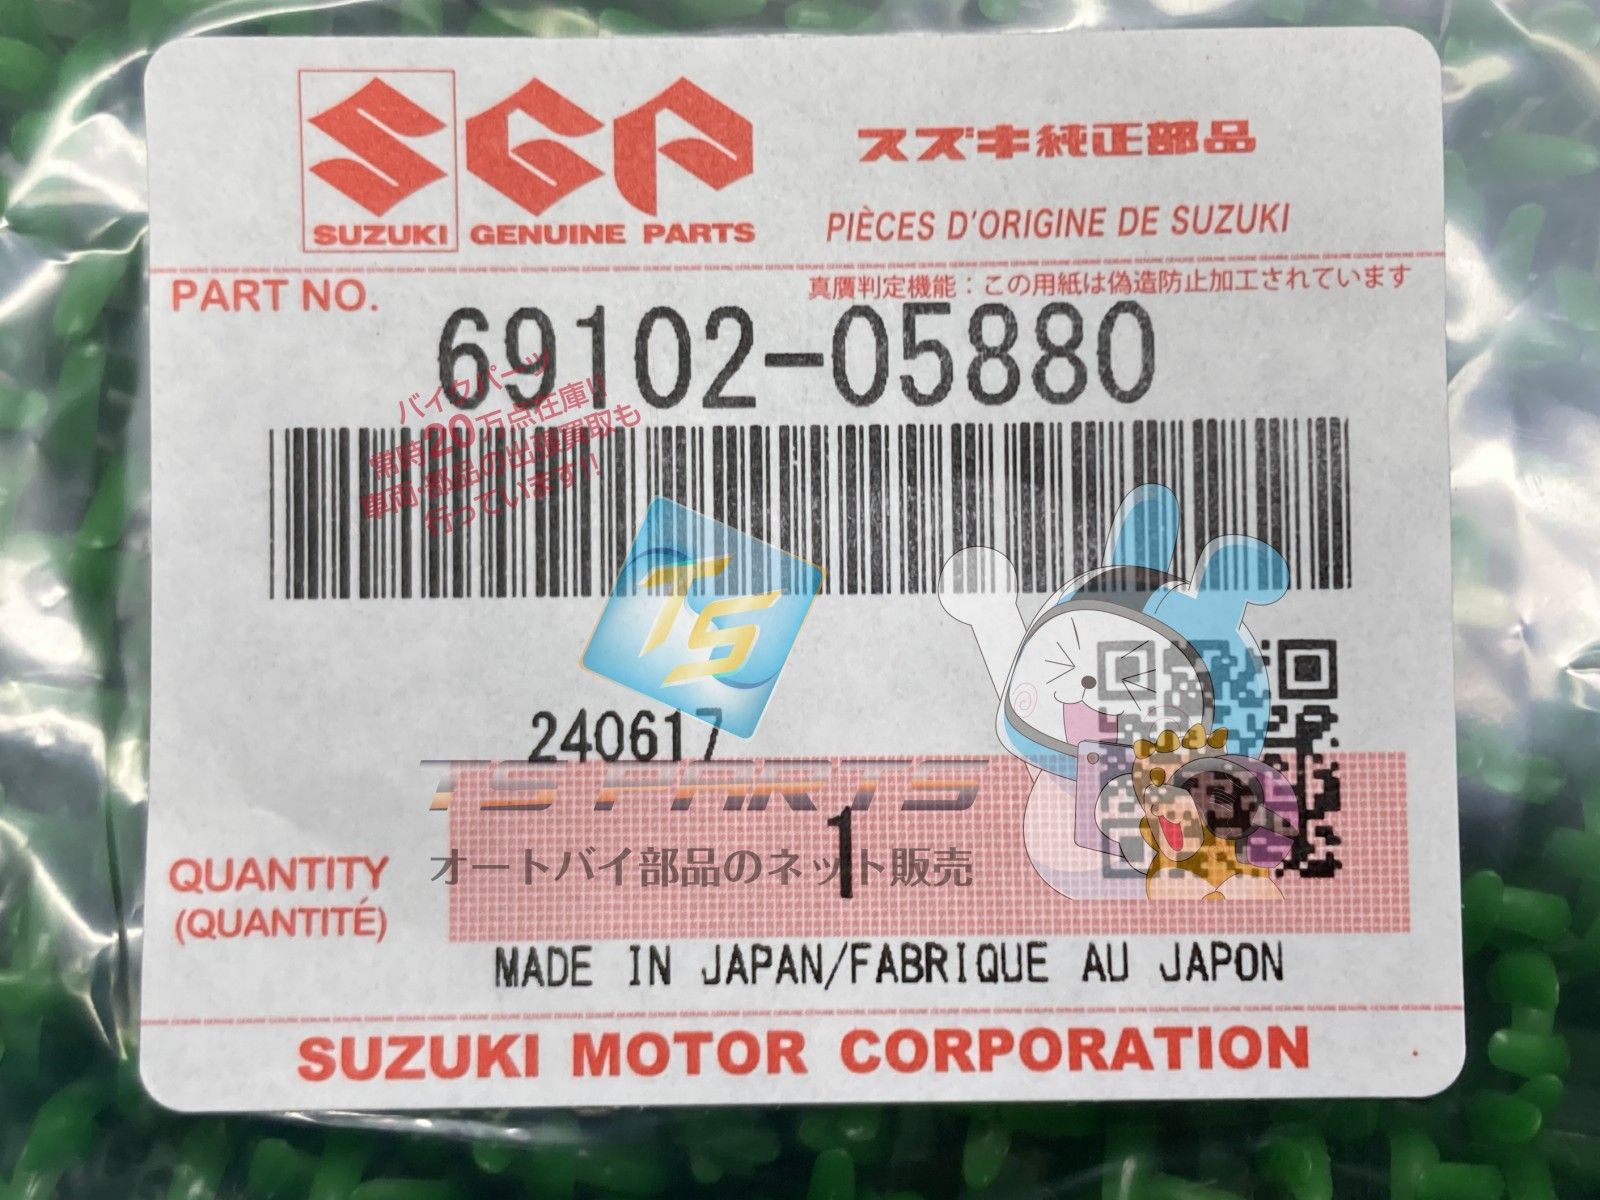 SUZUKI GENUINE PARTS
スズキ純正部品
PIÈCES D'ORIGINE DE SUZUKI
PART NO.
真贋判定機能:この用紙は偽造防止加工されています
69102-05880
バイクパーツ
常時20万点在庫!!
車両・部品の出張買取も
行っています!!
TS
240617
TS PARTS
オートバイ部品のネット販売
1
QUANTITY
(QUANTITÉ)
MADE IN JAPAN/FABRIQUE AU JAPON
SUZUKI MOTOR CORPORATION